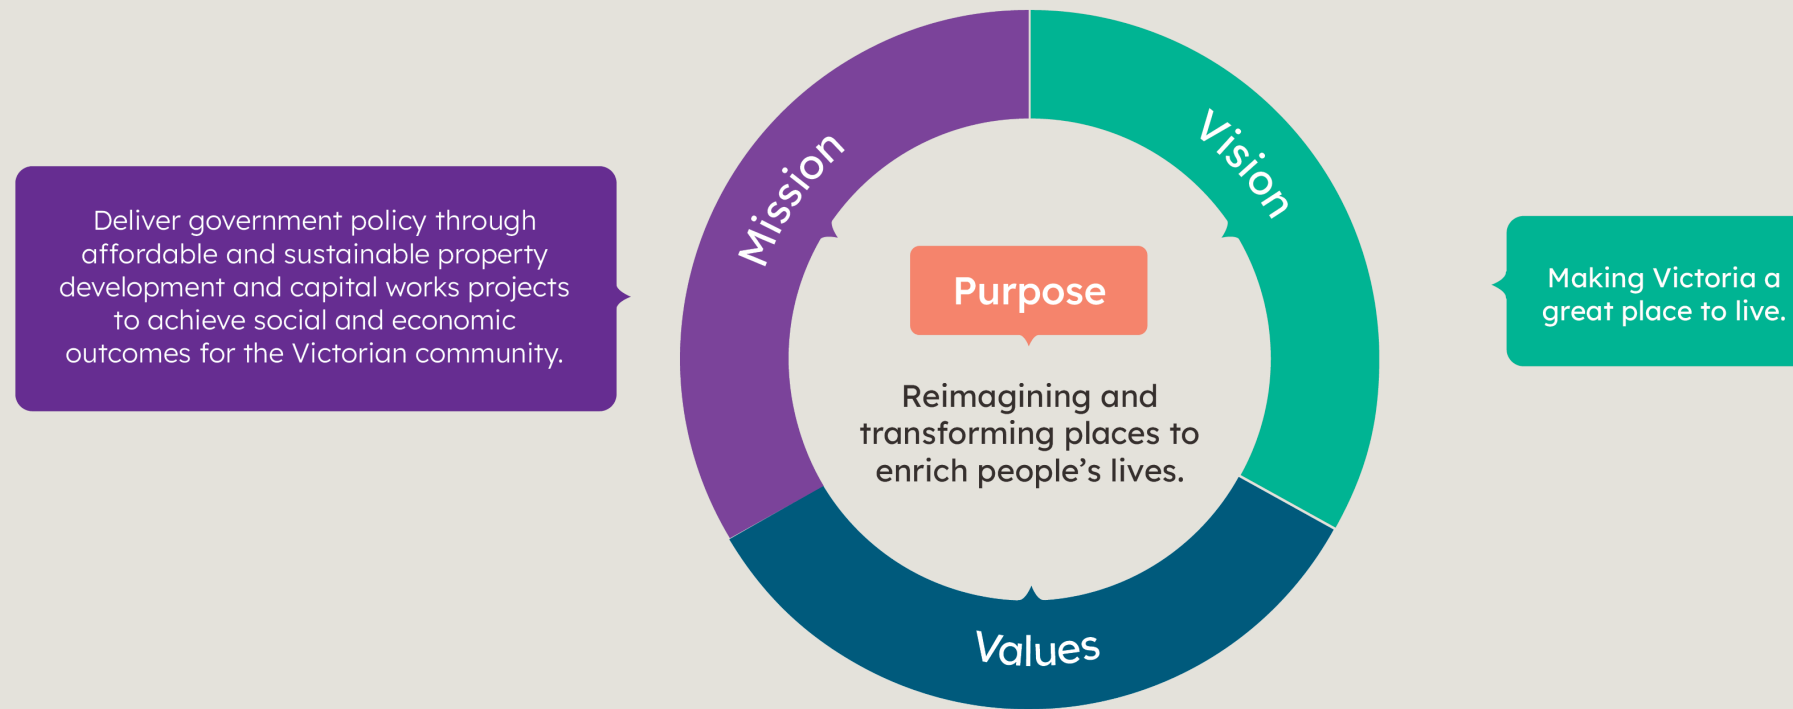 Mission
Vision
Deliver government policy through
affordable and sustainable property
development and capital works projects
to achieve social and economic
outcomes for the Victorian community.
Purpose
Reimagining and
transforming places to
enrich people’s lives.
Making Victoria a
great place to live.
Values